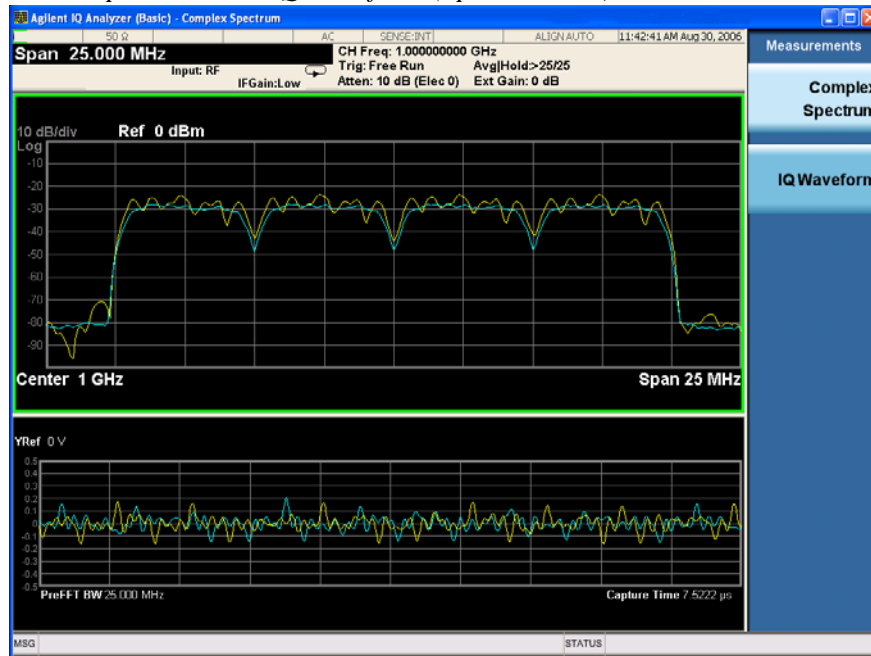 Agilent IQ Analyzer (Basic) - Complex Spectrum
50 Ω AC SENSE:INT ALIGN AUTO 11:42:41 AM Aug 30, 2006
Span 25.000 MHz
Input: RF
IFGain:Low
CH Freq: 1.000000000 GHz
Trig: Free Run Avg|Hold:>25/25
Atten: 10 dB (Elec 0) Ext Gain: 0 dB
Measurements
Complex
Spectrum
IQ Waveform
10 dB/div Ref 0 dBm
Log
-10
-20
-30
-40
-50
-60
-70
-80
-90
Center 1 GHz Span 25 MHz
YRef 0 V
0.5
0.4
0.3
0.2
0.1
0
-0.1
-0.2
-0.3
-0.4
-0.5
PreFFT BW 25.000 MHz Capture Time 7.5222 µs
MSG STATUS